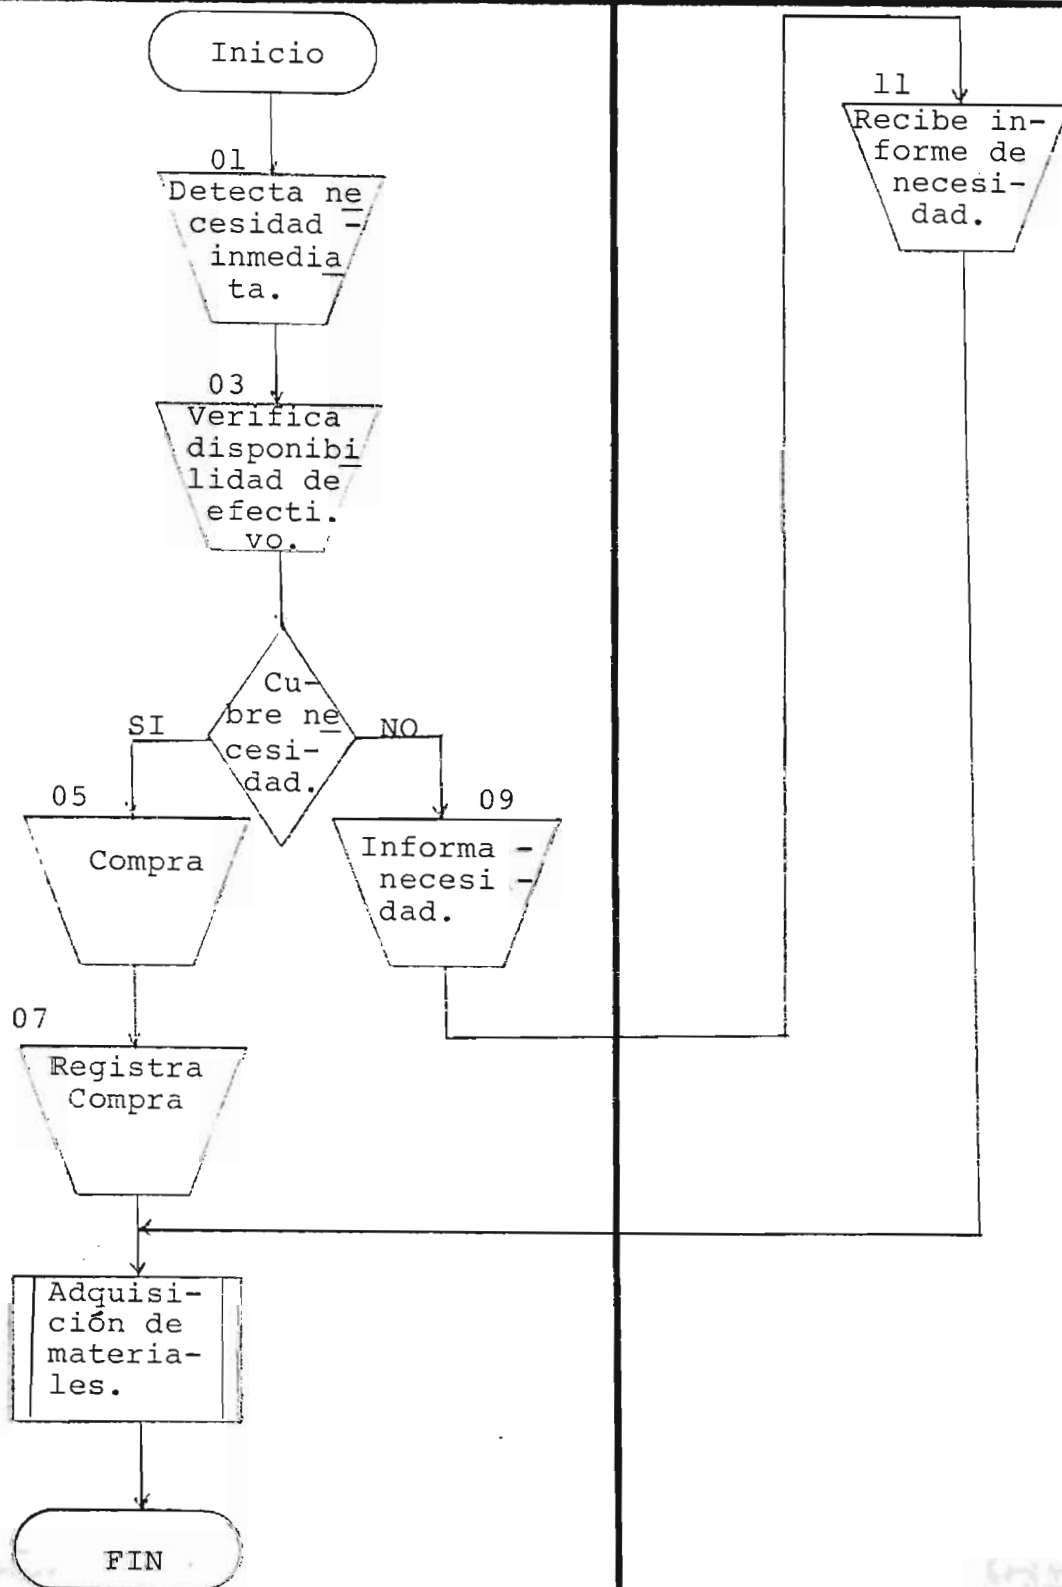 Inicio
01
Detecta ne
cesidad -
inmedia
ta.
03
Verifica
disponibi
lidad de
efecti.
vo.
Cu-
bre ne
cesi-
dad.
SI
NO
05
Compra
09
Informa -
necesi -
dad.
07
Registra
Compra
Adquisi-
ción de
materia-
les.
FIN
11
Recibe in-
forme de
necesi-
dad.